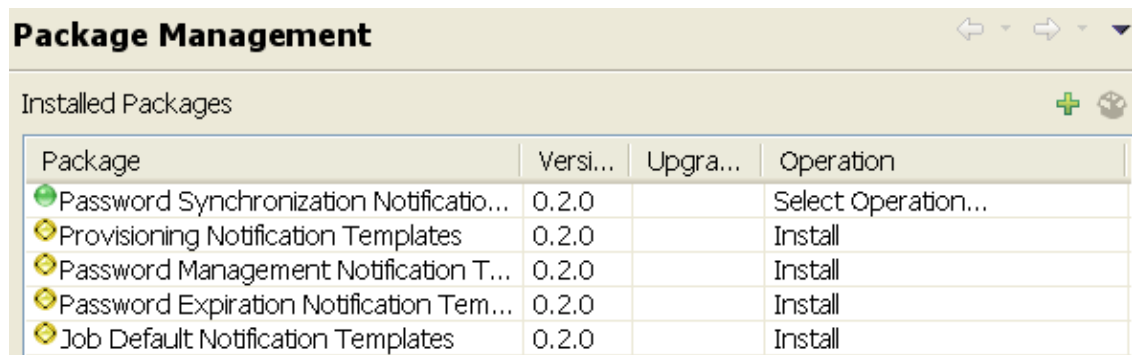 Package Management
Installed Packages
Package Versi... Upgra... Operation
Password Synchronization Notificatio... 0.2.0 Select Operation...
Provisioning Notification Templates 0.2.0 Install
Password Management Notification T... 0.2.0 Install
Password Expiration Notification Tem... 0.2.0 Install
Job Default Notification Templates 0.2.0 Install